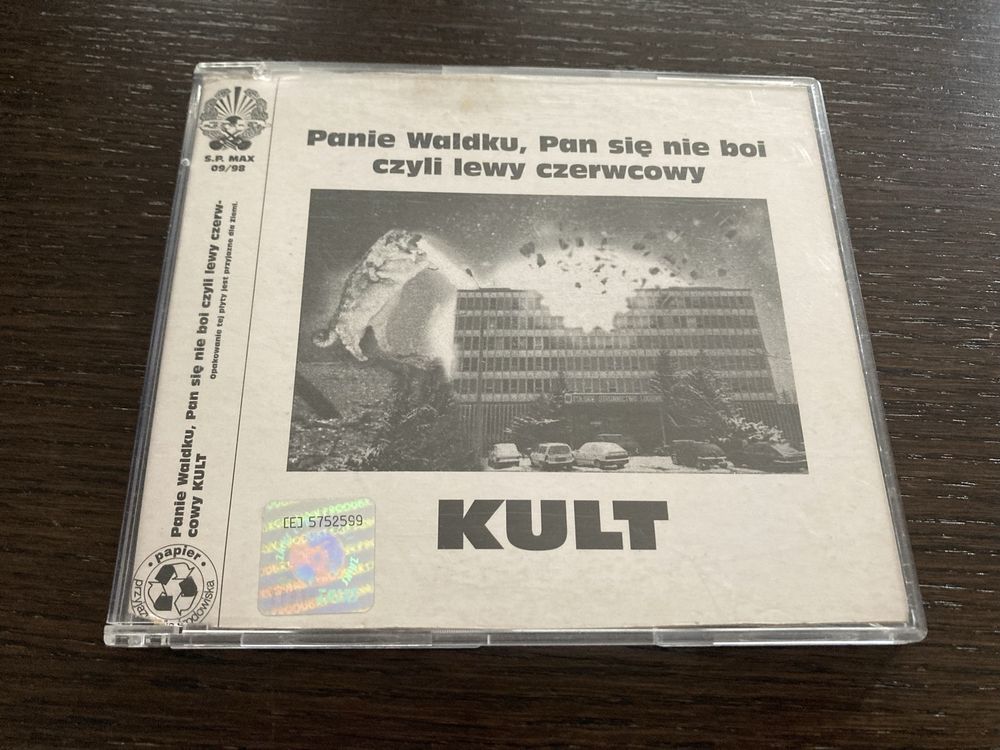 Panie Waldku, Pan się nie boi
czyli lewy czerwcowy
KULT
S.P. MAX
09/98
Panie Waldku, Pan się nie boi czyli lewy czerw-
cowy KULT
Opakowanie tej płyty jest przyjazne dla Ziemi.
• papier •
[E] 5752599